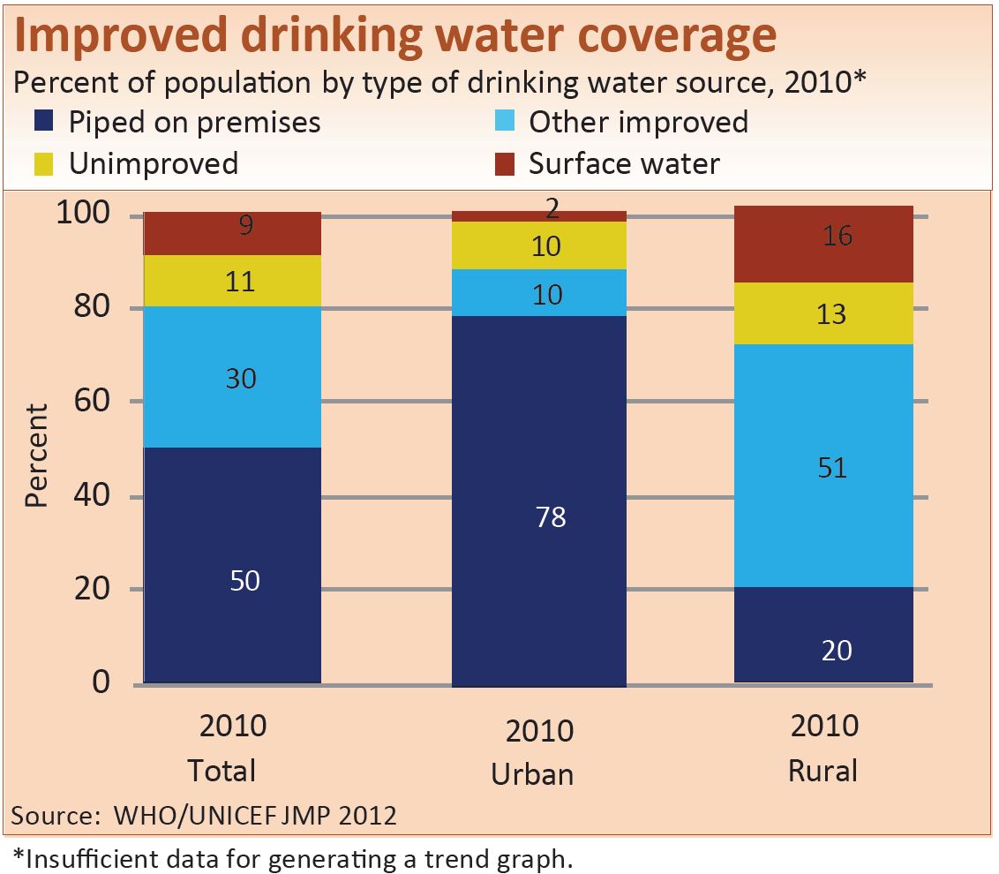 Improved drinking water coverage
Percent of population by type of drinking water source, 2010*
Piped on premises
Other improved
Unimproved
Surface water
Percent
100
80
60
40
20
0
9
11
30
50
2
10
10
78
16
13
51
20
2010
Total
2010
Urban
2010
Rural
Source: WHO/UNICEF JMP 2012
*Insufficient data for generating a trend graph.